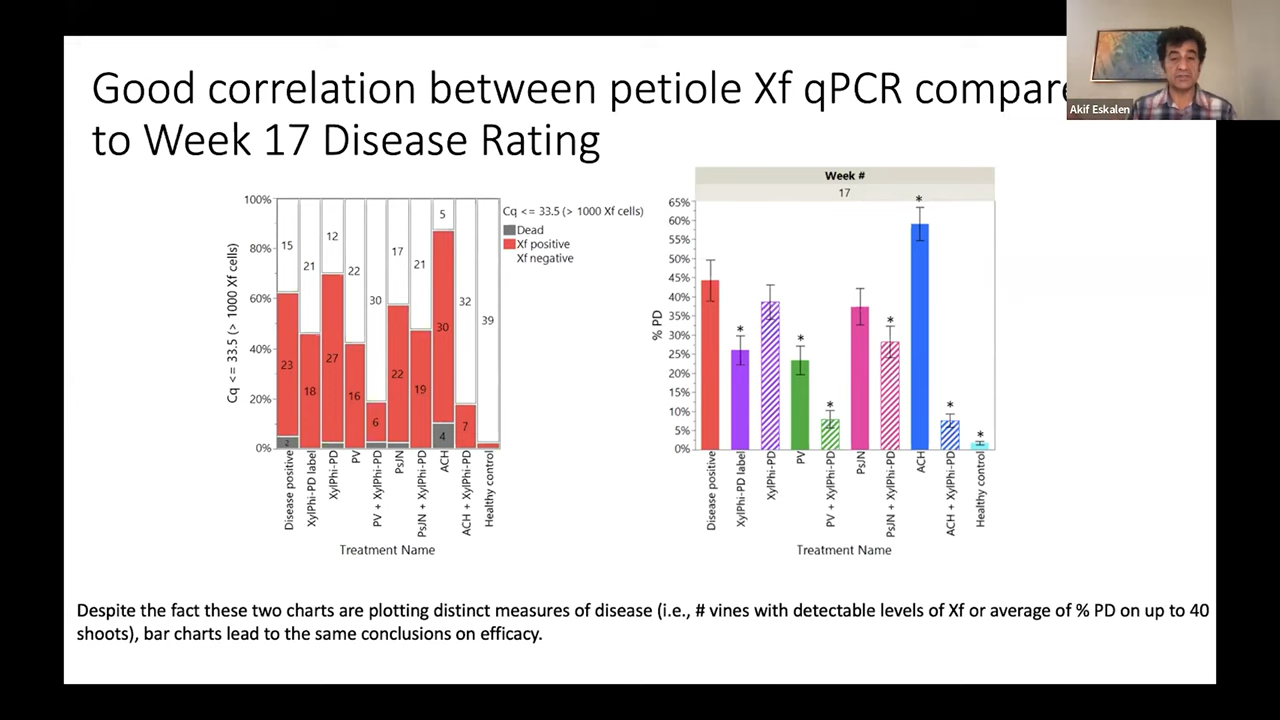 Good correlation between petiole Xf qPCR compare
to Week 17 Disease Rating
Akif Eskalen
Cq <= 33.5 (> 1000 Xf cells)
100%
80%
60%
40%
20%
0%
15
23
2
21
18
12
27
22
16
30
6
17
22
21
19
5
30
4
32
7
39
Disease positive
XylPhi-PD label
XylPhi-PD
PV
PV + XylPhi-PD
PsJN
PsJN + XylPhi-PD
ACH
ACH + XylPhi-PD
Healthy control
Treatment Name
Cq <= 33.5 (> 1000 Xf cells)
Dead
Xf positive
Xf negative
Week #
17
% PD
65%
60%
55%
50%
45%
40%
35%
30%
25%
20%
15%
10%
5%
0%
*
*
*
*
*
*
*
Disease positive
XylPhi-PD label
XylPhi-PD
PV
PV + XylPhi-PD
PsJN
PsJN + XylPhi-PD
ACH
ACH + XylPhi-PD
Healthy control
Treatment Name
Despite the fact these two charts are plotting distinct measures of disease (i.e., # vines with detectable levels of Xf or average of % PD on up to 40
shoots), bar charts lead to the same conclusions on efficacy.